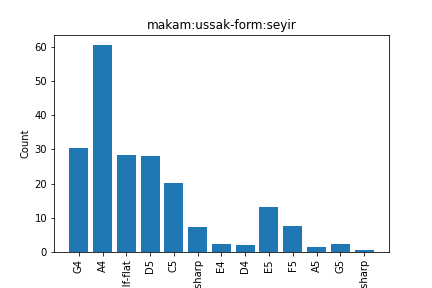 makam:ussak-form:seyir
Count
60
50
40
30
20
10
0
G4
A4
lf-flat
D5
C5
sharp
E4
D4
E5
F5
A5
G5
sharp